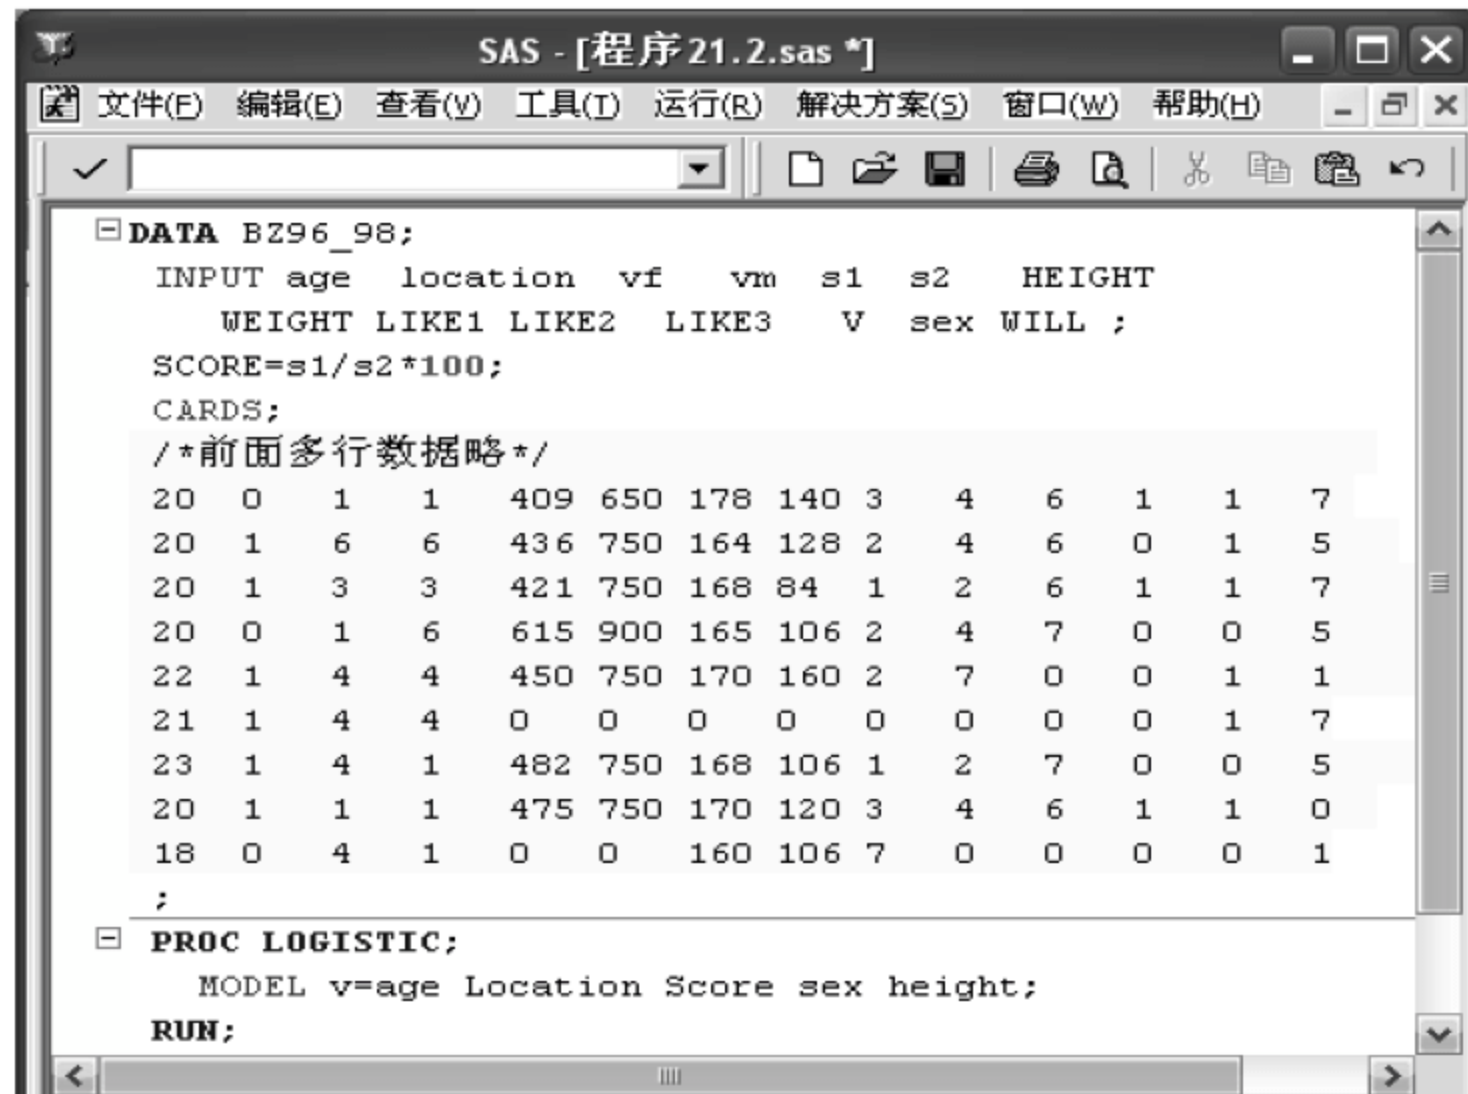 SAS - [程序21.2.sas *]
文件(F) 编辑(E) 查看(V) 工具(T) 运行(R) 解决方案(S) 窗口(W) 帮助(H)
DATA BZ96_98;
INPUT age location vf vm s1 s2 HEIGHT
WEIGHT LIKE1 LIKE2 LIKE3 V sex WILL ;
SCORE=s1/s2*100;
CARDS;
/*前面多行数据略*/
20 0 1 1 409 650 178 140 3 4 6 1 1 7
20 1 6 6 436 750 164 128 2 4 6 0 1 5
20 1 3 3 421 750 168 84 1 2 6 1 1 7
20 0 1 6 615 900 165 106 2 4 7 0 0 5
22 1 4 4 450 750 170 160 2 7 0 0 1 1
21 1 4 4 0 0 0 0 0 0 0 0 1 7
23 1 4 1 482 750 168 106 1 2 7 0 0 5
20 1 1 1 475 750 170 120 3 4 6 1 1 0
18 0 4 1 0 0 160 106 7 0 0 0 0 1
;
PROC LOGISTIC;
MODEL v=age Location Score sex height;
RUN;